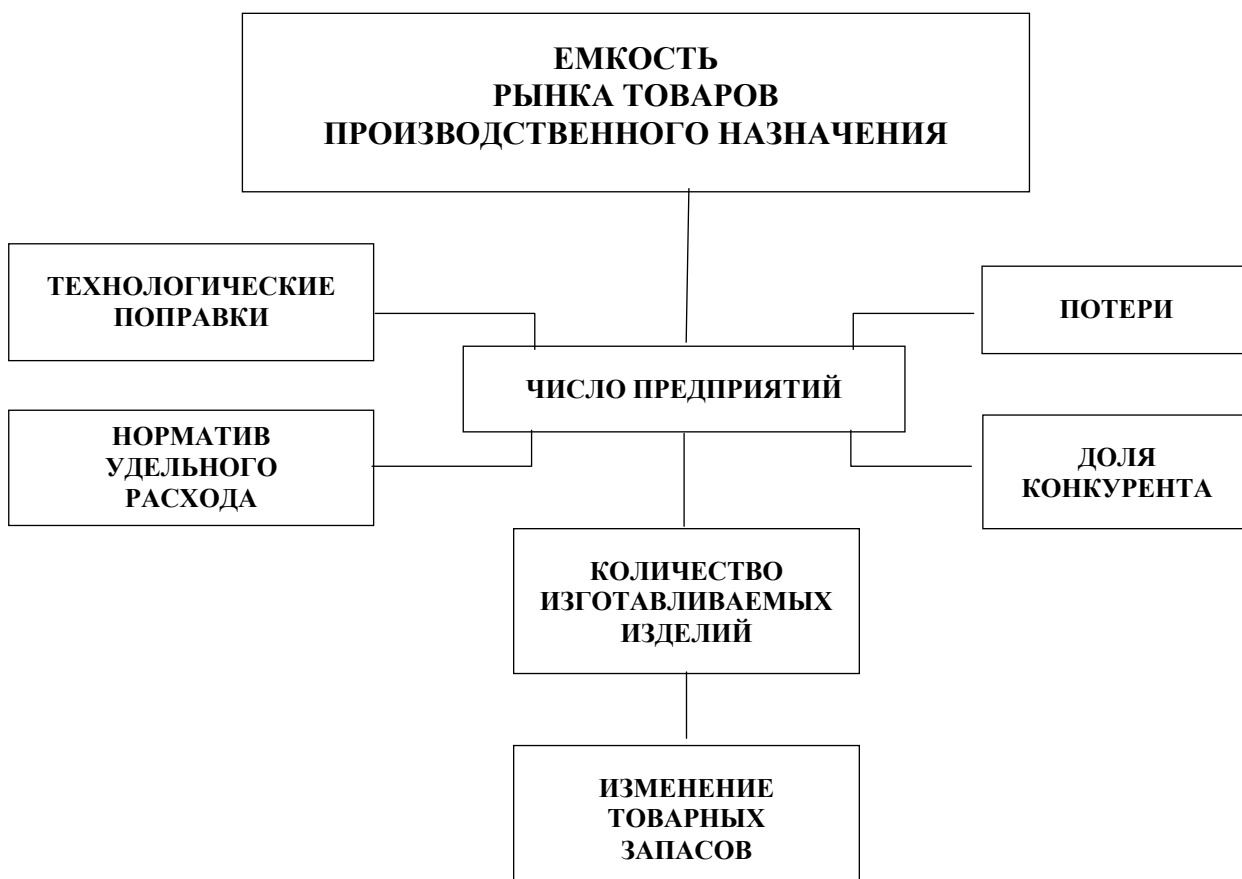 ЕМКОСТЬ
РЫНКА ТОВАРОВ
ПРОИЗВОДСТВЕННОГО НАЗНАЧЕНИЯ
ТЕХНОЛОГИЧЕСКИЕ
ПОПРАВКИ
ПОТЕРИ
ЧИСЛО ПРЕДПРИЯТИЙ
НОРМАТИВ
УДЕЛЬНОГО
РАСХОДА
ДОЛЯ
КОНКУРЕНТА
КОЛИЧЕСТВО
ИЗГОТАВЛИВАЕМЫХ
ИЗДЕЛИЙ
ИЗМЕНЕНИЕ
ТОВАРНЫХ
ЗАПАСОВ